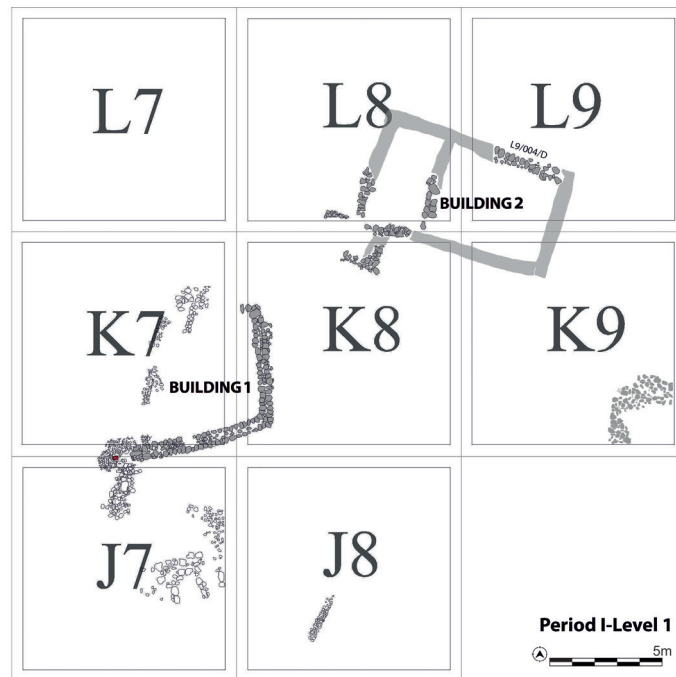 L7
L8
L9
L9/004/D
BUILDING 2
K7
K8
K9
BUILDING 1
J7
J8
Period I-Level 1
5m